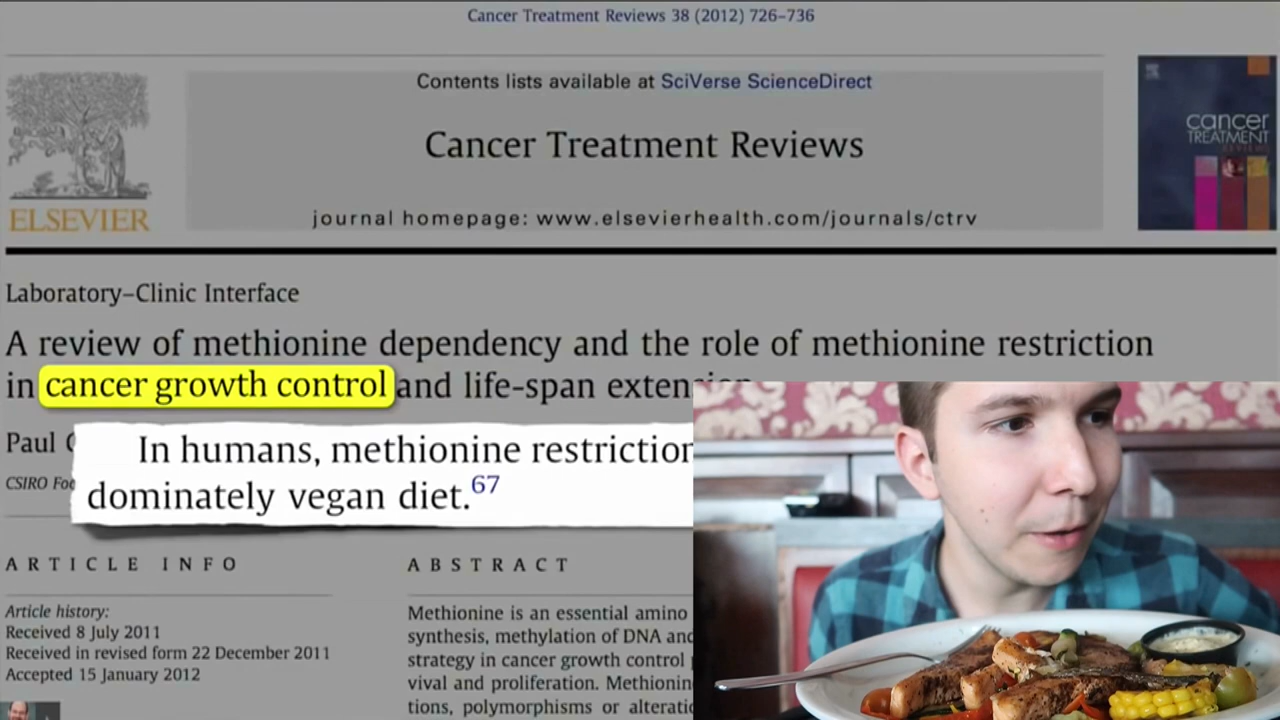 Cancer Treatment Reviews 38 (2012) 726–736
Contents lists available at SciVerse ScienceDirect
Cancer Treatment Reviews
journal homepage: www.elsevierhealth.com/journals/ctrv
ELSEVIER
cancer
TREATMENT
REVIEWS
Laboratory–Clinic Interface
A review of methionine dependency and the role of methionine restriction
in cancer growth control and life-span exten
Paul
In humans, methionine restriction
dominately vegan diet.67
CSIRO
ARTICLE INFO
ABSTRACT
Article history:
Received 8 July 2011
Received in revised form 22 December 2011
Accepted 15 January 2012
Methionine is an essential amino
synthesis, methylation of DNA and
strategy in cancer growth control
vival and proliferation. Methionin
tions, polymorphisms or alterati